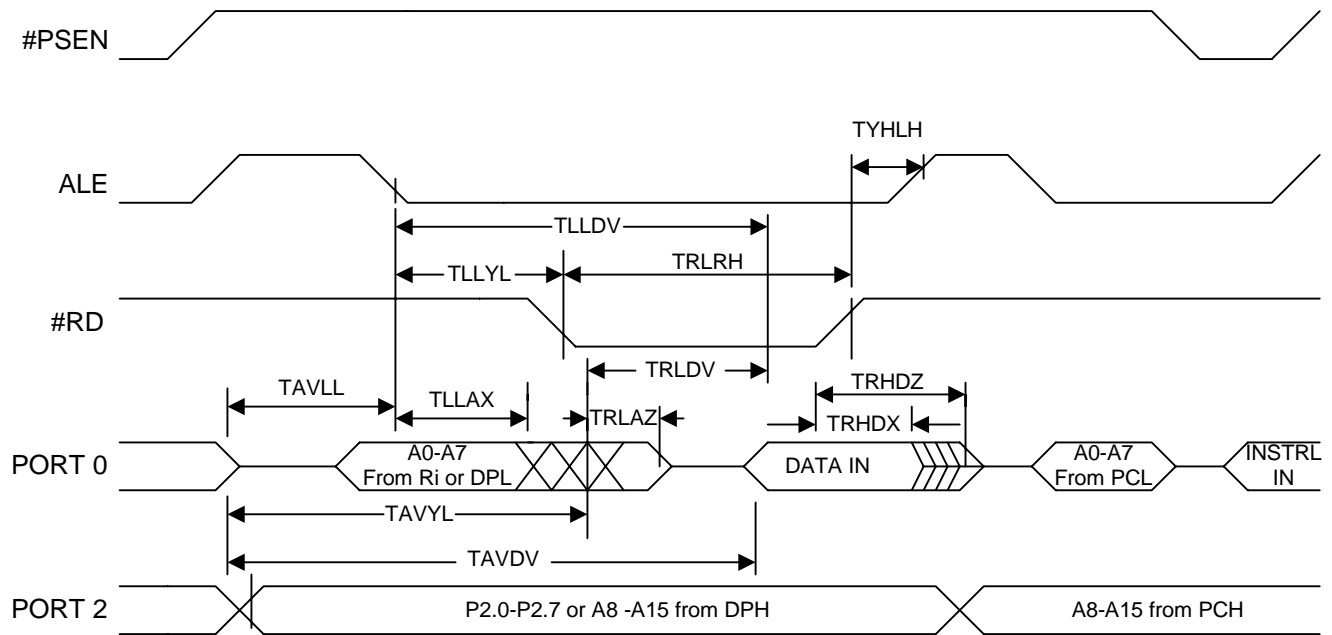 #PSEN
TYHLH
ALE
TLLDV
TLLYL
TRLRH
#RD
TRLDV
TAVLL
TLLAX
TRLAZ
TRHDZ
TRHDX
PORT 0
A0-A7
From Ri or DPL
DATA IN
A0-A7
From PCL
INSTRL
IN
TAVYL
TAVDV
PORT 2
P2.0-P2.7 or A8 -A15 from DPH
A8-A15 from PCH